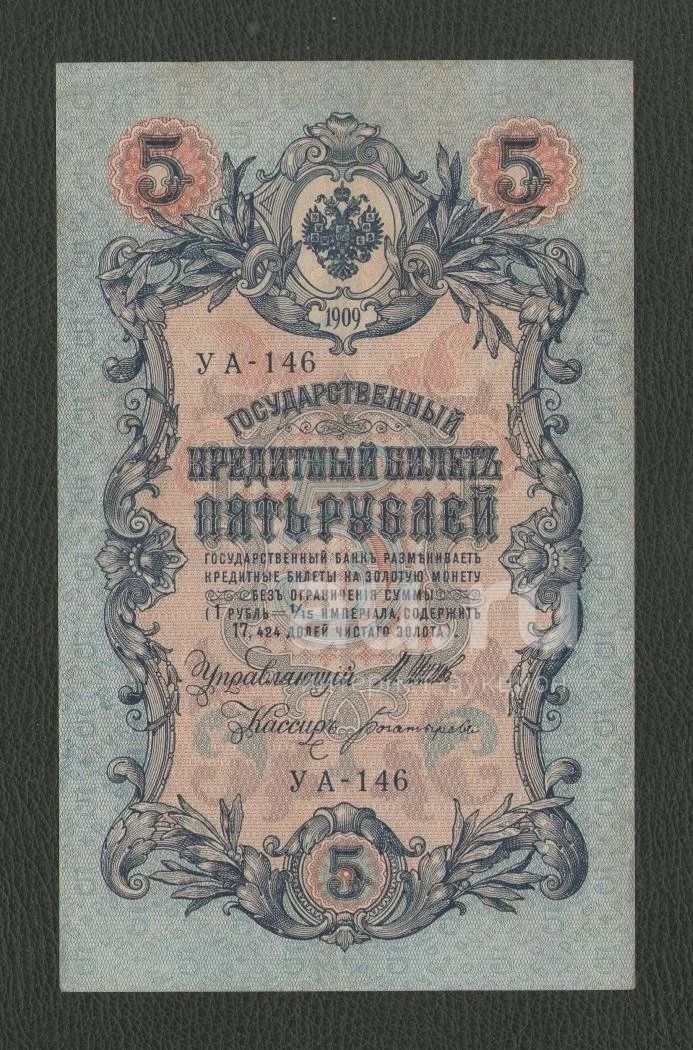 5 5
1909
УА-146
ГОСУДАРСТВЕННЫЙ
КРЕДИТНЫЙ БИЛЕТЪ
ПЯТЬ РУБЛЕЙ
ГОСУДАРСТВЕННЫЙ БАНКЪ РАЗМѢНИВАЕТЪ
КРЕДИТНЫЕ БИЛЕТЫ НА ЗОЛОТУЮ МОНЕТУ
БЕЗЪ ОГРАНИЧЕНІЯ СУММЫ
(1 РУБЛЬ = 1/15 ИМПЕРІАЛА, СОДЕРЖИТЪ
17,424 ДОЛЕЙ ЧИСТАГО ЗОЛОТА).
Управляющій
Кассиръ Богатыревъ
УА-146
5